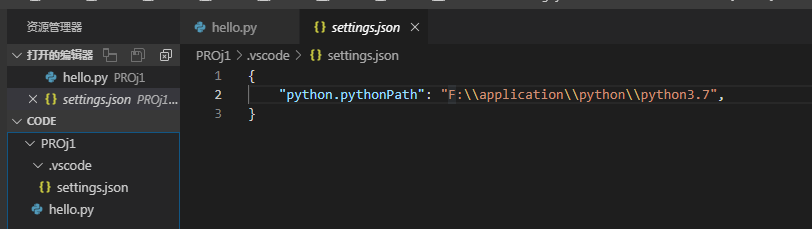 资源管理器
打开的编辑器
hello.py PROj1
settings.json PROj1...
CODE
PROj1
.vscode
settings.json
hello.py
hello.py settings.json
PROj1 > .vscode > settings.json
1 {
2 "python.pythonPath": "F:\\application\\python\\python3.7",
3 }